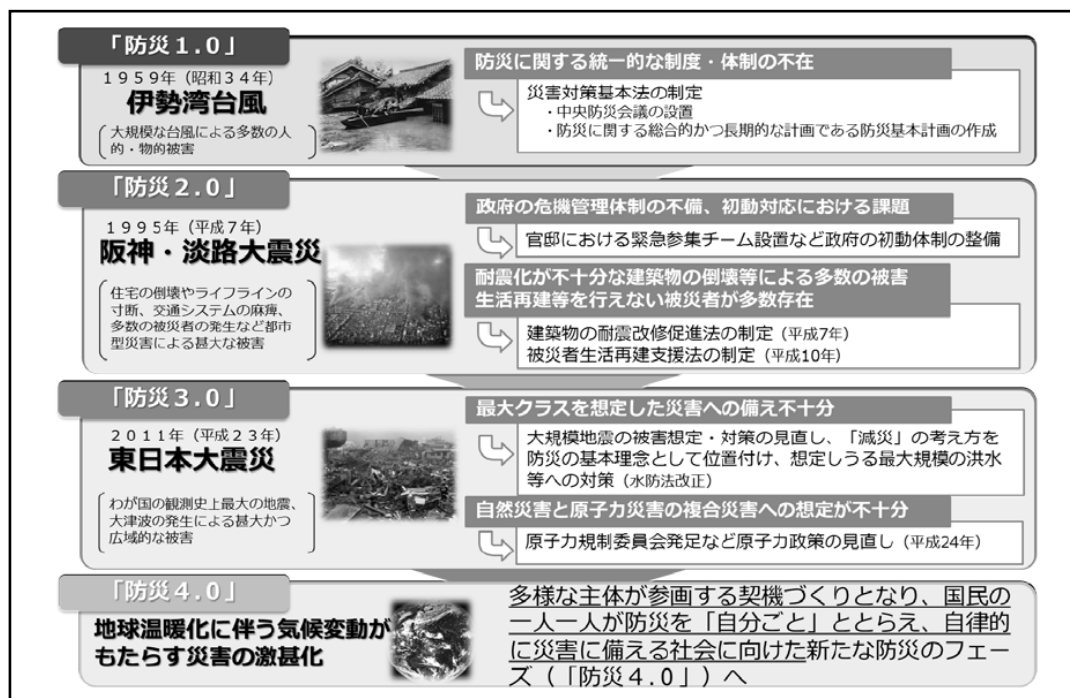 「防災1.0」
1959年（昭和34年）
伊勢湾台風
大規模な台風による多数の人
的・物的被害
防災に関する統一的な制度・体制の不在
災害対策基本法の制定
・中央防災会議の設置
・防災に関する総合的かつ長期的な計画である防災基本計画の作成
「防災2.0」
1995年（平成7年）
阪神・淡路大震災
住宅の倒壊やライフラインの
寸断、交通システムの麻痺、
多数の被災者の発生など都市
型災害による甚大な被害
政府の危機管理体制の不備、初動対応における課題
官邸における緊急参集チーム設置など政府の初動体制の整備
耐震化が不十分な建築物の倒壊等による多数の被害
生活再建等を行えない被災者が多数存在
建築物の耐震改修促進法の制定（平成7年）
被災者生活再建支援法の制定（平成10年）
「防災3.0」
2011年（平成23年）
東日本大震災
わが国の観測史上最大の地震、
大津波の発生による甚大かつ
広域的な被害
最大クラスを想定した災害への備え不十分
大規模地震の被害想定・対策の見直し、「減災」の考え方を
防災の基本理念として位置付け、想定しうる最大規模の洪水
等への対策（水防法改正）
自然災害と原子力災害の複合災害への想定が不十分
原子力規制委員会発足など原子力政策の見直し（平成24年）
「防災4.0」
地球温暖化に伴う気候変動が
もたらす災害の激甚化
多様な主体が参画する契機づくりとなり、国民の
一人一人が防災を「自分ごと」ととらえ、自律的
に災害に備える社会に向けた新たな防災のフェー
ズ（「防災4.0」）へ